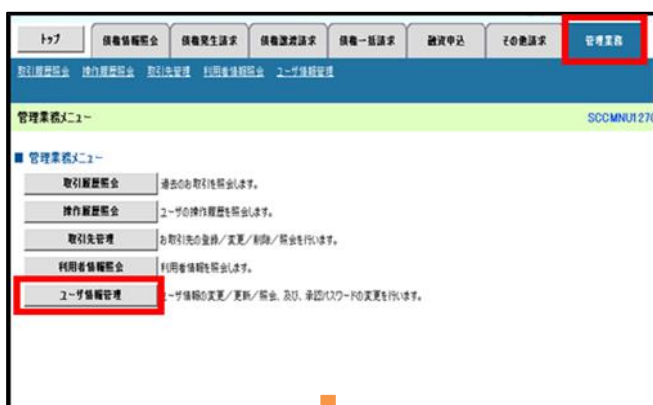 トップ 債権情報照会 債権発生請求 債権譲渡請求 債権一括請求 融資申込 その他請求 管理業務
取引履歴照会 操作履歴照会 取引先管理 利用者情報照会 ユーザ情報管理
管理業務メニュー SCCMNU1270
■ 管理業務メニュー
取引履歴照会 過去のお取引を照会します。
操作履歴照会 ユーザの操作履歴を照会します。
取引先管理 お取引先の登録/変更/削除/照会を行います。
利用者情報照会 利用者情報を照会します。
ユーザ情報管理 ユーザ情報の変更/更新/照会、及び、承認パスワードの変更を行います。